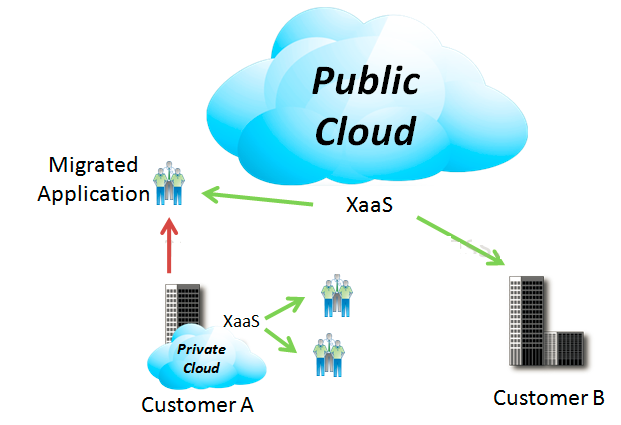 Public
Cloud
Migrated
Application
XaaS
XaaS
Private
Cloud
Customer A
Customer B